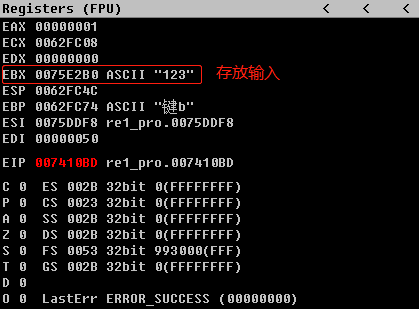 Registers (FPU) < < <
EAX 00000001
ECX 0062FC08
EDX 00000000
EBX 0075E2B0 ASCII "123" 存放输入
ESP 0062FC4C
EBP 0062FC74 ASCII "键b"
ESI 0075DDF8 re1_pro.0075DDF8
EDI 00000050
EIP 007410BD re1_pro.007410BD
C 0 ES 002B 32bit 0(FFFFFFFF)
P 0 CS 0023 32bit 0(FFFFFFFF)
A 0 SS 002B 32bit 0(FFFFFFFF)
Z 0 DS 002B 32bit 0(FFFFFFFF)
S 0 FS 0053 32bit 993000(FFF)
T 0 GS 002B 32bit 0(FFFFFFFF)
D 0
O 0 LastErr ERROR_SUCCESS (00000000)